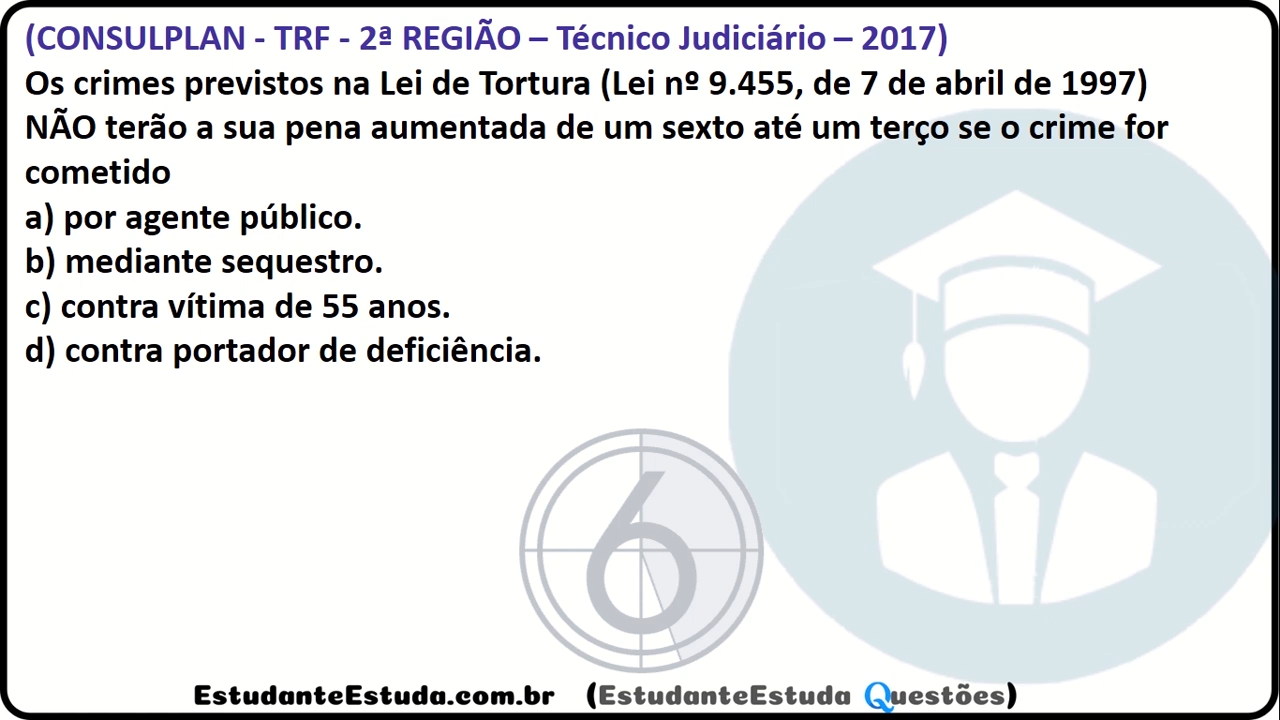 (CONSULPLAN - TRF - 2ª REGIÃO – Técnico Judiciário – 2017)
Os crimes previstos na Lei de Tortura (Lei nº 9.455, de 7 de abril de 1997)
NÃO terão a sua pena aumentada de um sexto até um terço se o crime for
cometido
a) por agente público.
b) mediante sequestro.
c) contra vítima de 55 anos.
d) contra portador de deficiência.
6
EstudanteEstuda.com.br (EstudanteEstuda Questões)